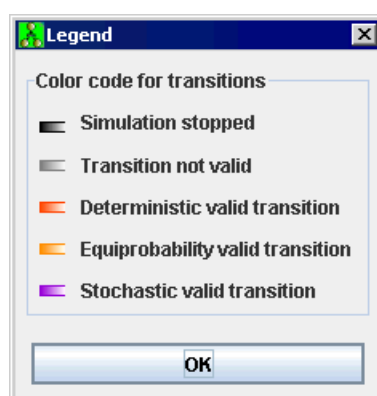 Legend
Color code for transitions
Simulation stopped
Transition not valid
Deterministic valid transition
Equiprobability valid transition
Stochastic valid transition
OK